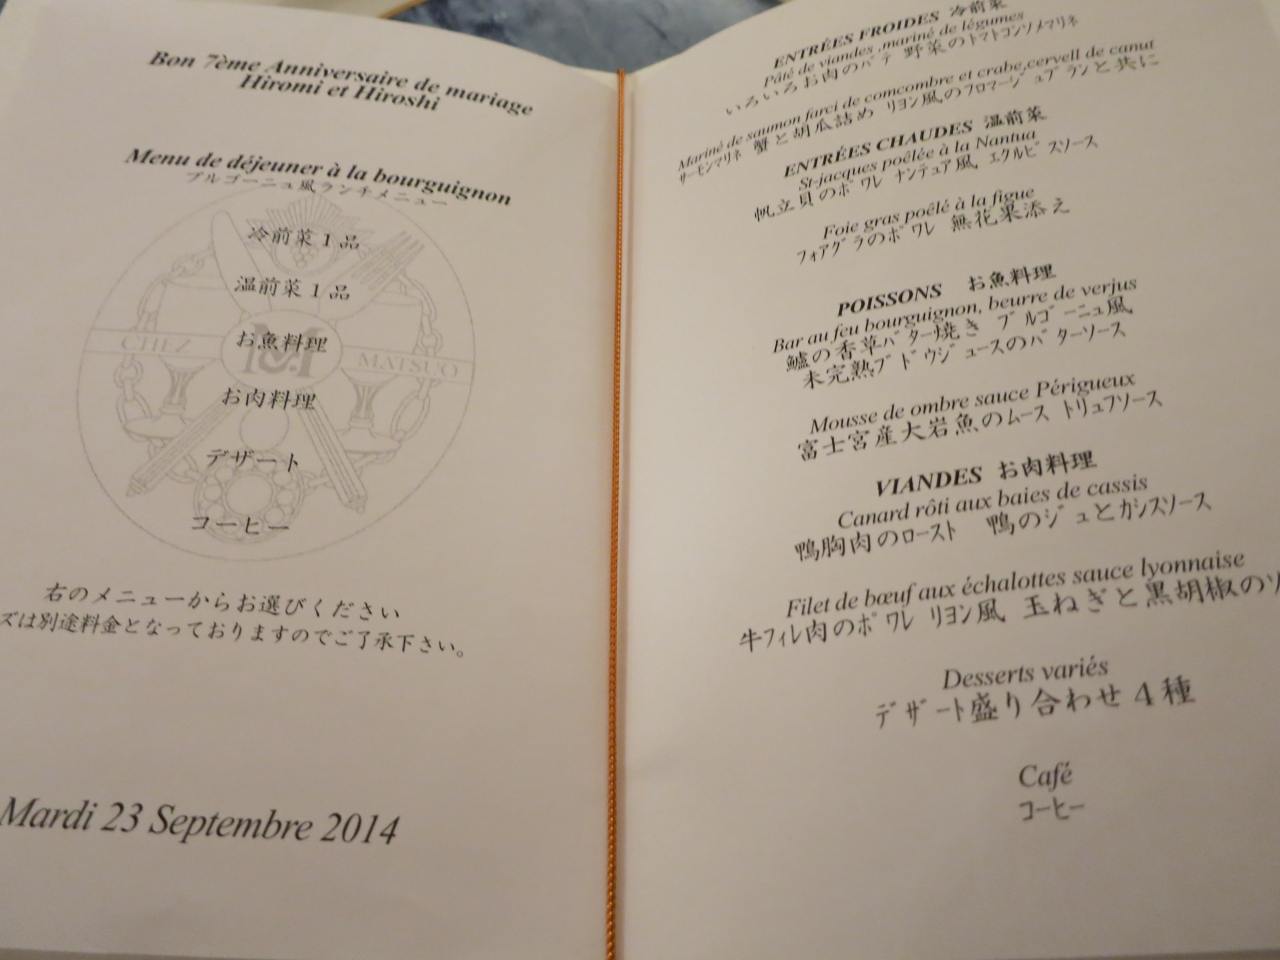 Bon 7ème Anniversaire de mariage
Hiromi et Hiroshi
Menu de déjeuner à la bourguignon
ブルゴーニュ風ランチメニュー
冷前菜1品
温前菜1品
お魚料理
CHEZ MATSUO
お肉料理
デザート
コーヒー
右のメニューからお選びください
ズは別途料金となっておりますのでご了承下さい。
Mardi 23 Septembre 2014
ENTRÉES FROIDES 冷前菜
Pâté de viandes ,mariné de légumes
いろいろお肉のパテ 野菜のトマトコンソメマリネ
Mariné de saumon farci de comcombre et crabe,cervell de canut
サーモンマリネ 蟹と胡瓜詰め リヨン風のフロマージュブランと共に
ENTRÉES CHAUDES 温前菜
St-jacques poêlée à la Nantua
帆立貝のポワレ ナンテュア風 エクルビスソース
Foie gras poêlé à la figue
フォアグラのポワレ 無花果添え
POISSONS お魚料理
Bar au feu bourguignon, beurre de verjus
鱸の香草バター焼き ブルゴーニュ風
未完熟ブドウジュースのバターソース
Mousse de ombre sauce Périgueux
富士宮産大岩魚のムース トリュフソース
VIANDES お肉料理
Canard rôti aux baies de cassis
鴨胸肉のロースト 鴨のジュとカシスソース
Filet de bœuf aux échalottes sauce lyonnaise
牛フィレ肉のポワレ リヨン風 玉ねぎと黒胡椒のソ
Desserts variés
デザート盛り合わせ4種
Café
コーヒー